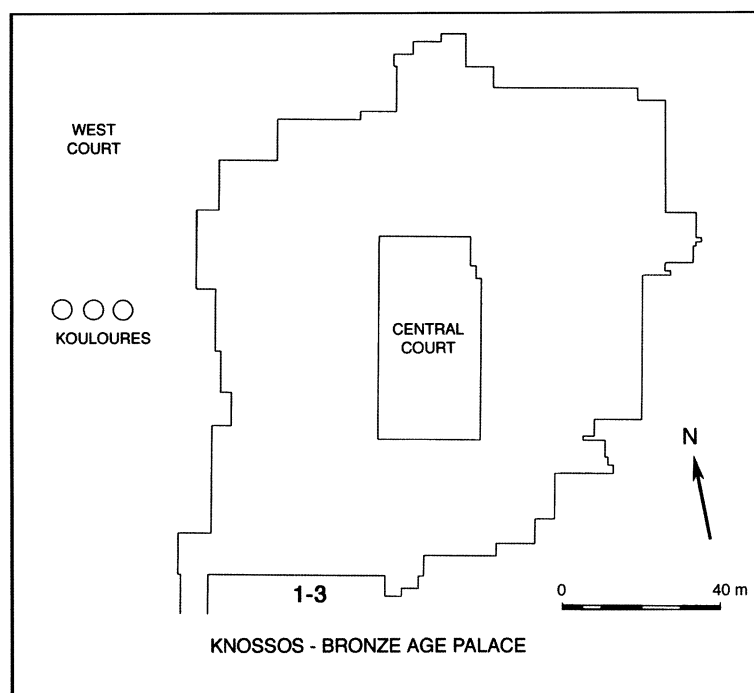 WEST
COURT
KOULOURES
CENTRAL
COURT
N
0 40 m
1-3
KNOSSOS - BRONZE AGE PALACE